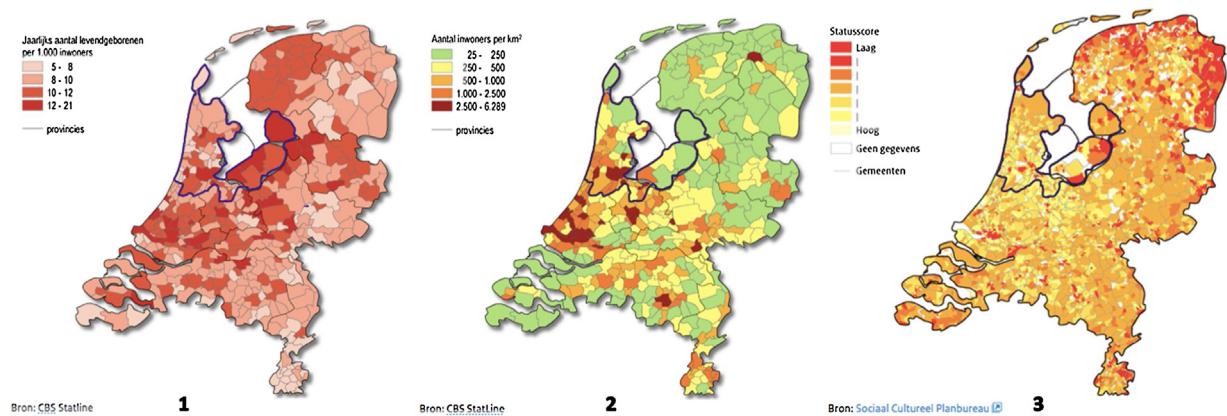 Jaarlijks aantal levendgeborenen
per 1.000 inwoners
5 - 8
8 - 10
10 - 12
12 - 21
provincies
Bron: CBS Statline
1
Aantal inwoners per km²
25 - 250
250 - 500
500 - 1.000
1.000 - 2.500
2.500 - 6.289
provincies
Bron: CBS StatLine
2
Statusscore
Laag
Hoog
Geen gegevens
Gemeenten
Bron: Sociaal Cultureel Planbureau
3